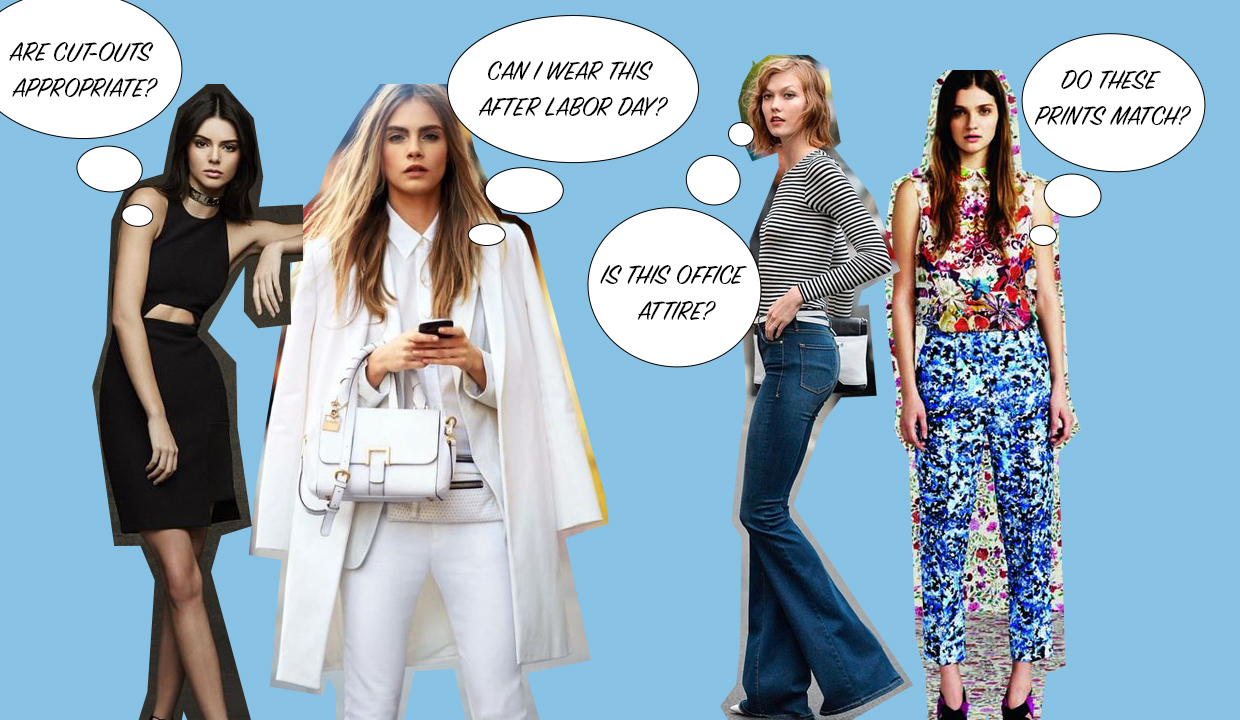 ARE CUT-OUTS
APPROPRIATE?
CAN I WEAR THIS
AFTER LABOR DAY?
IS THIS OFFICE
ATTIRE?
DO THESE
PRINTS MATCH?